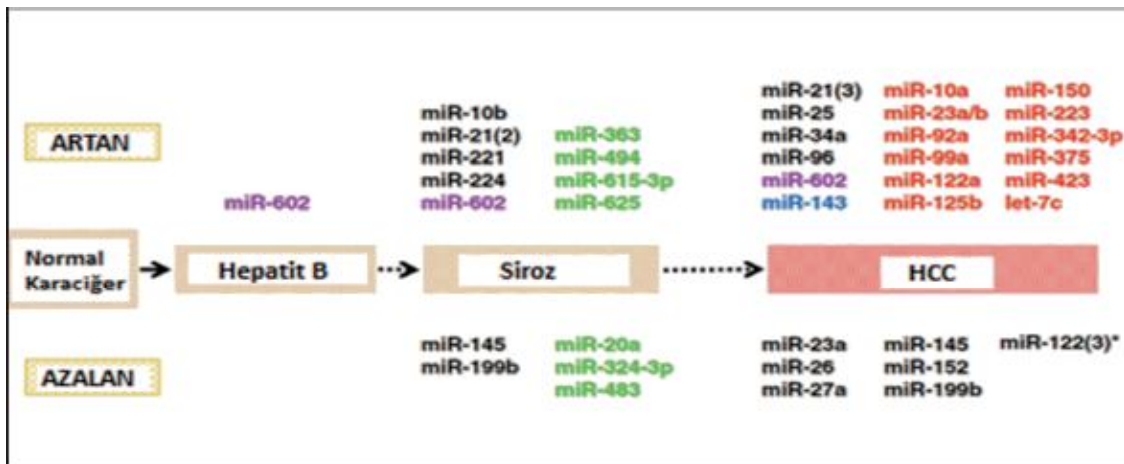 miR-21(3) miR-10a miR-150
miR-10b miR-25 miR-23a/b miR-223
ARTAN miR-21(2) miR-363 miR-34a miR-92a miR-342-3p
miR-221 miR-494 miR-96 miR-99a miR-375
miR-224 miR-615-3p miR-602 miR-122a miR-423
miR-602 miR-602 miR-625 miR-143 miR-125b let-7c
Normal
Karaciğer
Hepatit B
Siroz
HCC
miR-145 miR-20a miR-23a miR-145 miR-122(3)*
AZALAN miR-199b miR-324-3p miR-26 miR-152
miR-483 miR-27a miR-199b